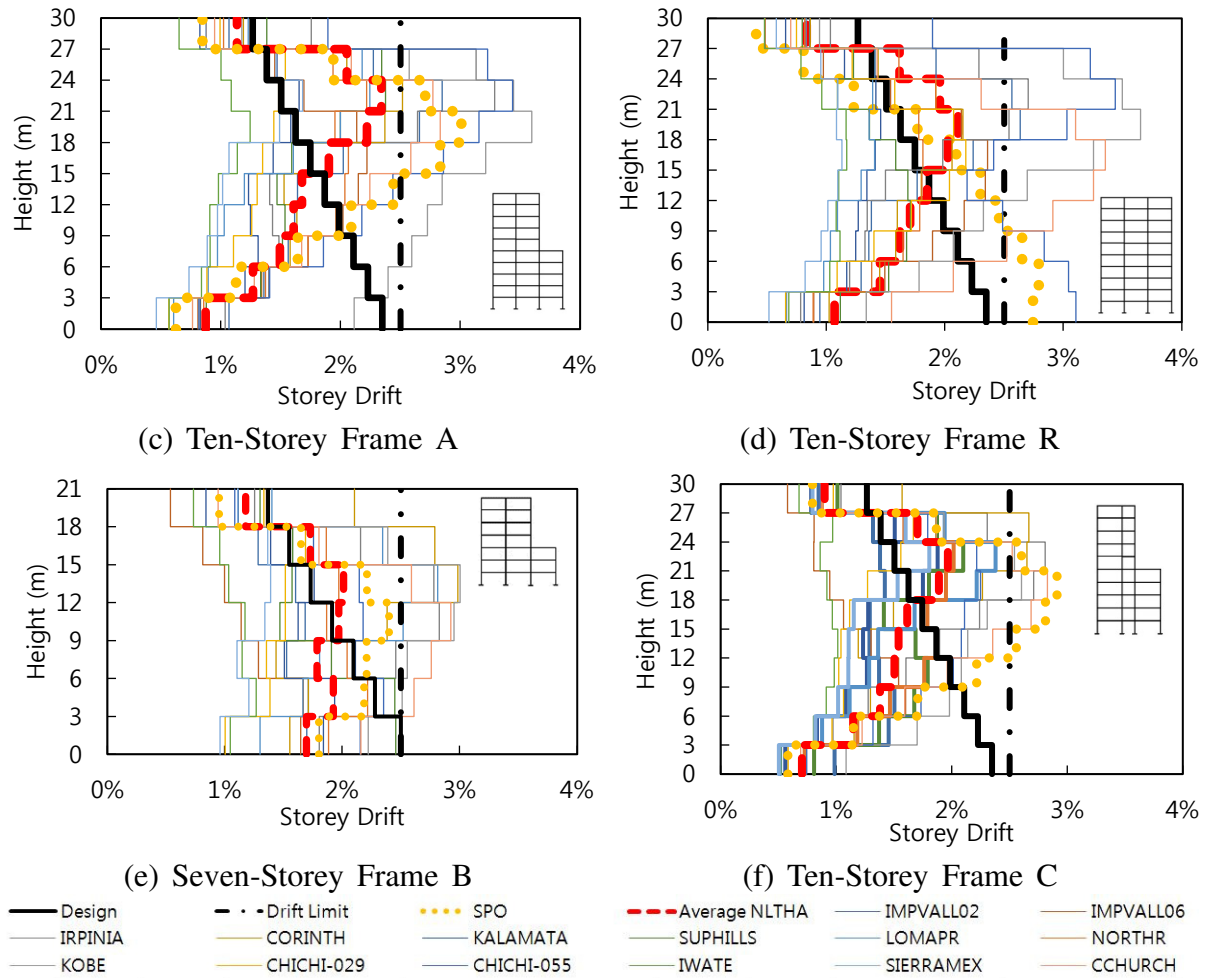 30
27
24
21
18
15
12
9
6
3
0
Height (m)
0% 1% 2% 3% 4%
Storey Drift
(c) Ten-Storey Frame A
30
27
24
21
18
15
12
9
6
3
0
Height (m)
0% 1% 2% 3% 4%
Storey Drift
(d) Ten-Storey Frame R
21
18
15
12
9
6
3
0
Height (m)
0% 1% 2% 3% 4%
Storey Drift
(e) Seven-Storey Frame B
30
27
24
21
18
15
12
9
6
3
0
Height (m)
0% 1% 2% 3% 4%
Storey Drift
(f) Ten-Storey Frame C
Design Drift Limit SPO Average NLTHA IMPVALL02 IMPVALL06
IRPINIA CORINTH KALAMATA SUPHILLS LOMAPR NORTHR
KOBE CHICHI-029 CHICHI-055 IWATE SIERRAMEX CCHURCH